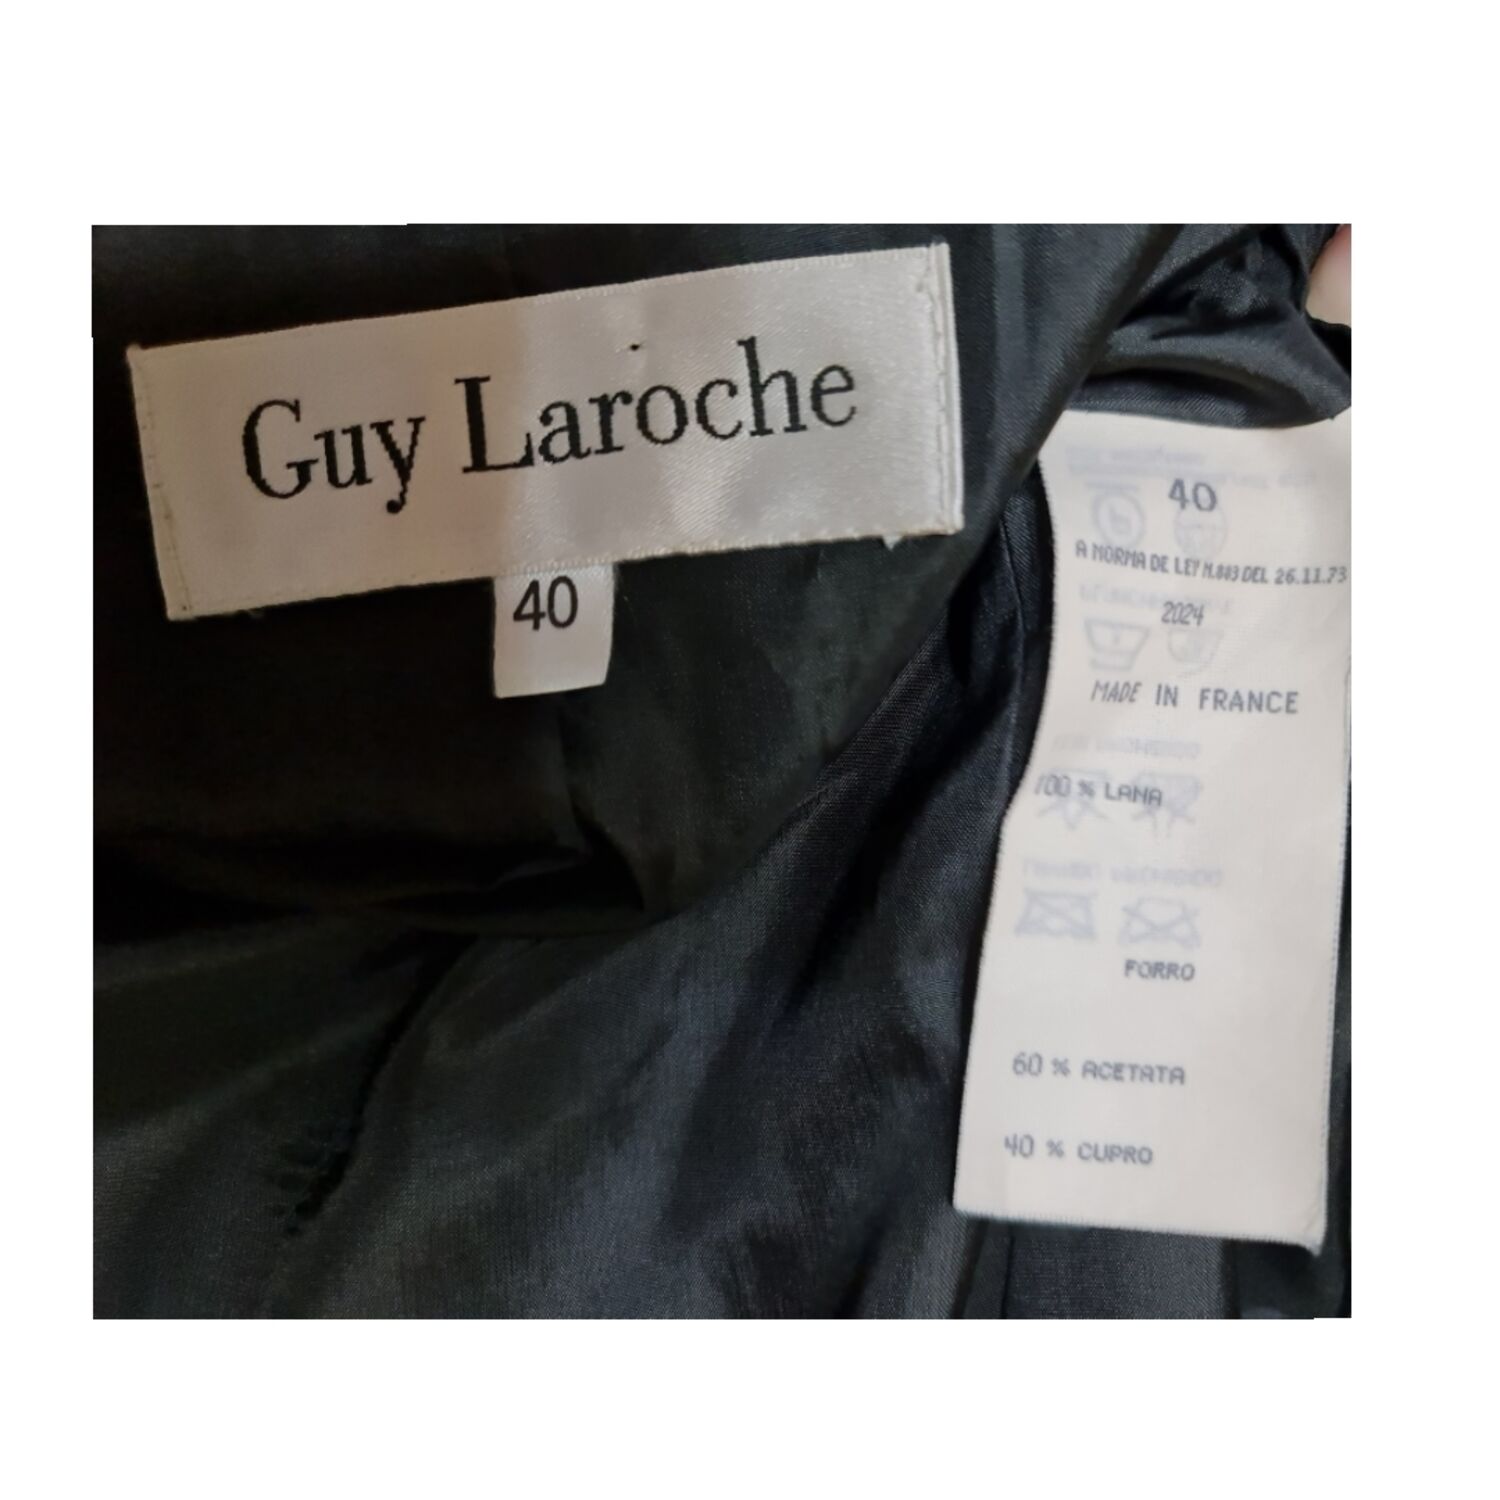 Guy Laroche
40
40
A NORMA DE LEY N.883 DEL 26.11.73
2024
MADE IN FRANCE
100 % LANA
FORRO
60 % ACETATA
40 % CUPRO